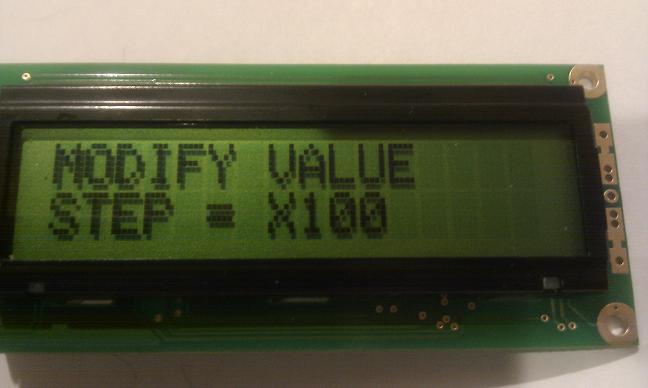 MODIFY VALUE
STEP = X100